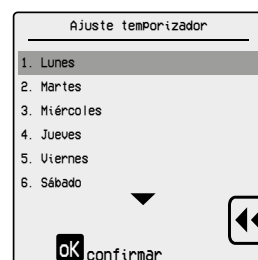 Ajuste temporizador
1. Lunes
2. Martes
3. Miércoles
4. Jueves
5. Viernes
6. Sábado
oK confirmar